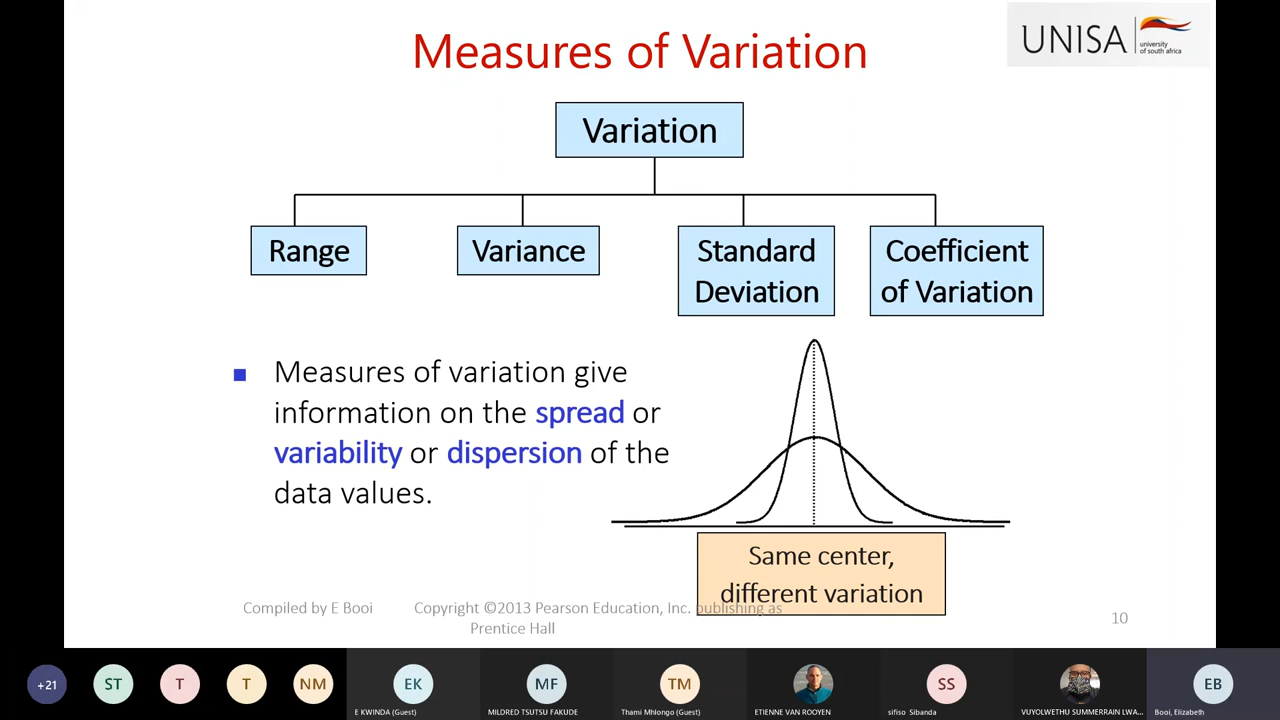 Measures of Variation
UNISA
university
of south africa
Variation
Range
Variance
Standard
Deviation
Coefficient
of Variation
■ Measures of variation give
information on the spread or
variability or dispersion of the
data values.
Same center,
different variation
Compiled by E Booi
Copyright ©2013 Pearson Education, Inc. publishing as
Prentice Hall
10
+21
ST
T
T
NM
EK
MF
TM
SS
EB
E KWINDA (Guest)
MILDRED TSUTSU FAKUDE
Thami Mhlongo (Guest)
ETIENNE VAN ROOYEN
sifiso Sibanda
VUYOLWETHU SUMMERRAIN LWA...
Booi, Elizabeth